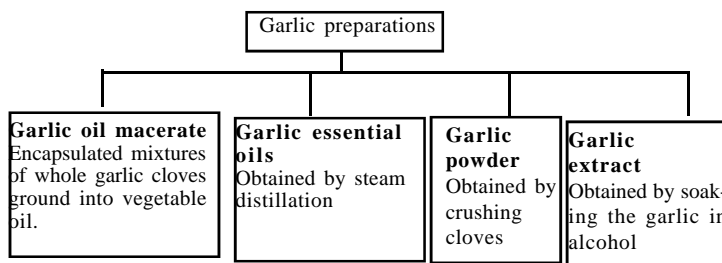 Garlic preparations
Garlic oil macerate
Encapsulated mixtures
of whole garlic cloves
ground into vegetable
oil.
Garlic essential
oils
Obtained by steam
distillation
Garlic
powder
Obtained by
crushing
cloves
Garlic
extract
Obtained by soak-
ing the garlic in
alcohol